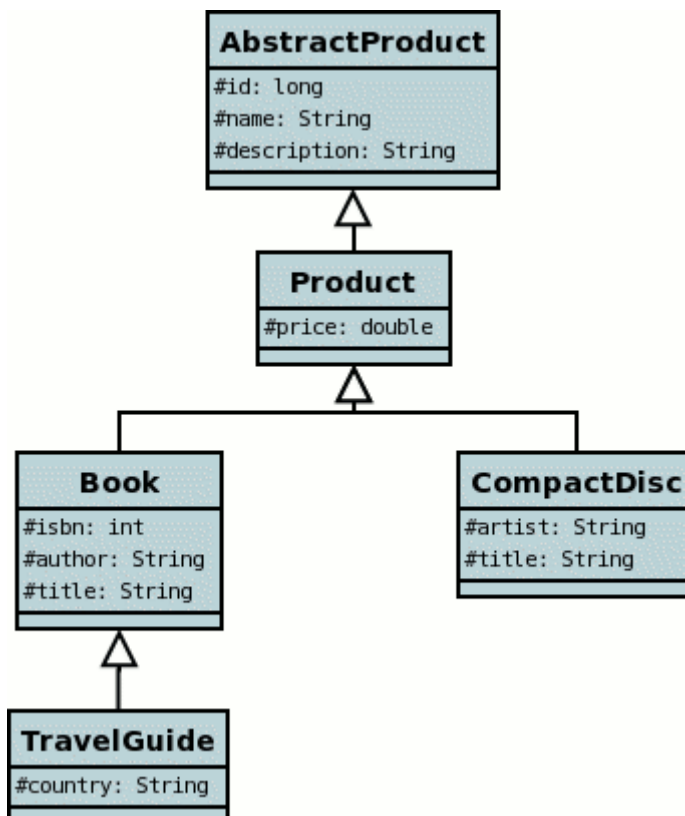 AbstractProduct
#id: long
#name: String
#description: String
Product
#price: double
Book
#isbn: int
#author: String
#title: String
CompactDisc
#artist: String
#title: String
TravelGuide
#country: String